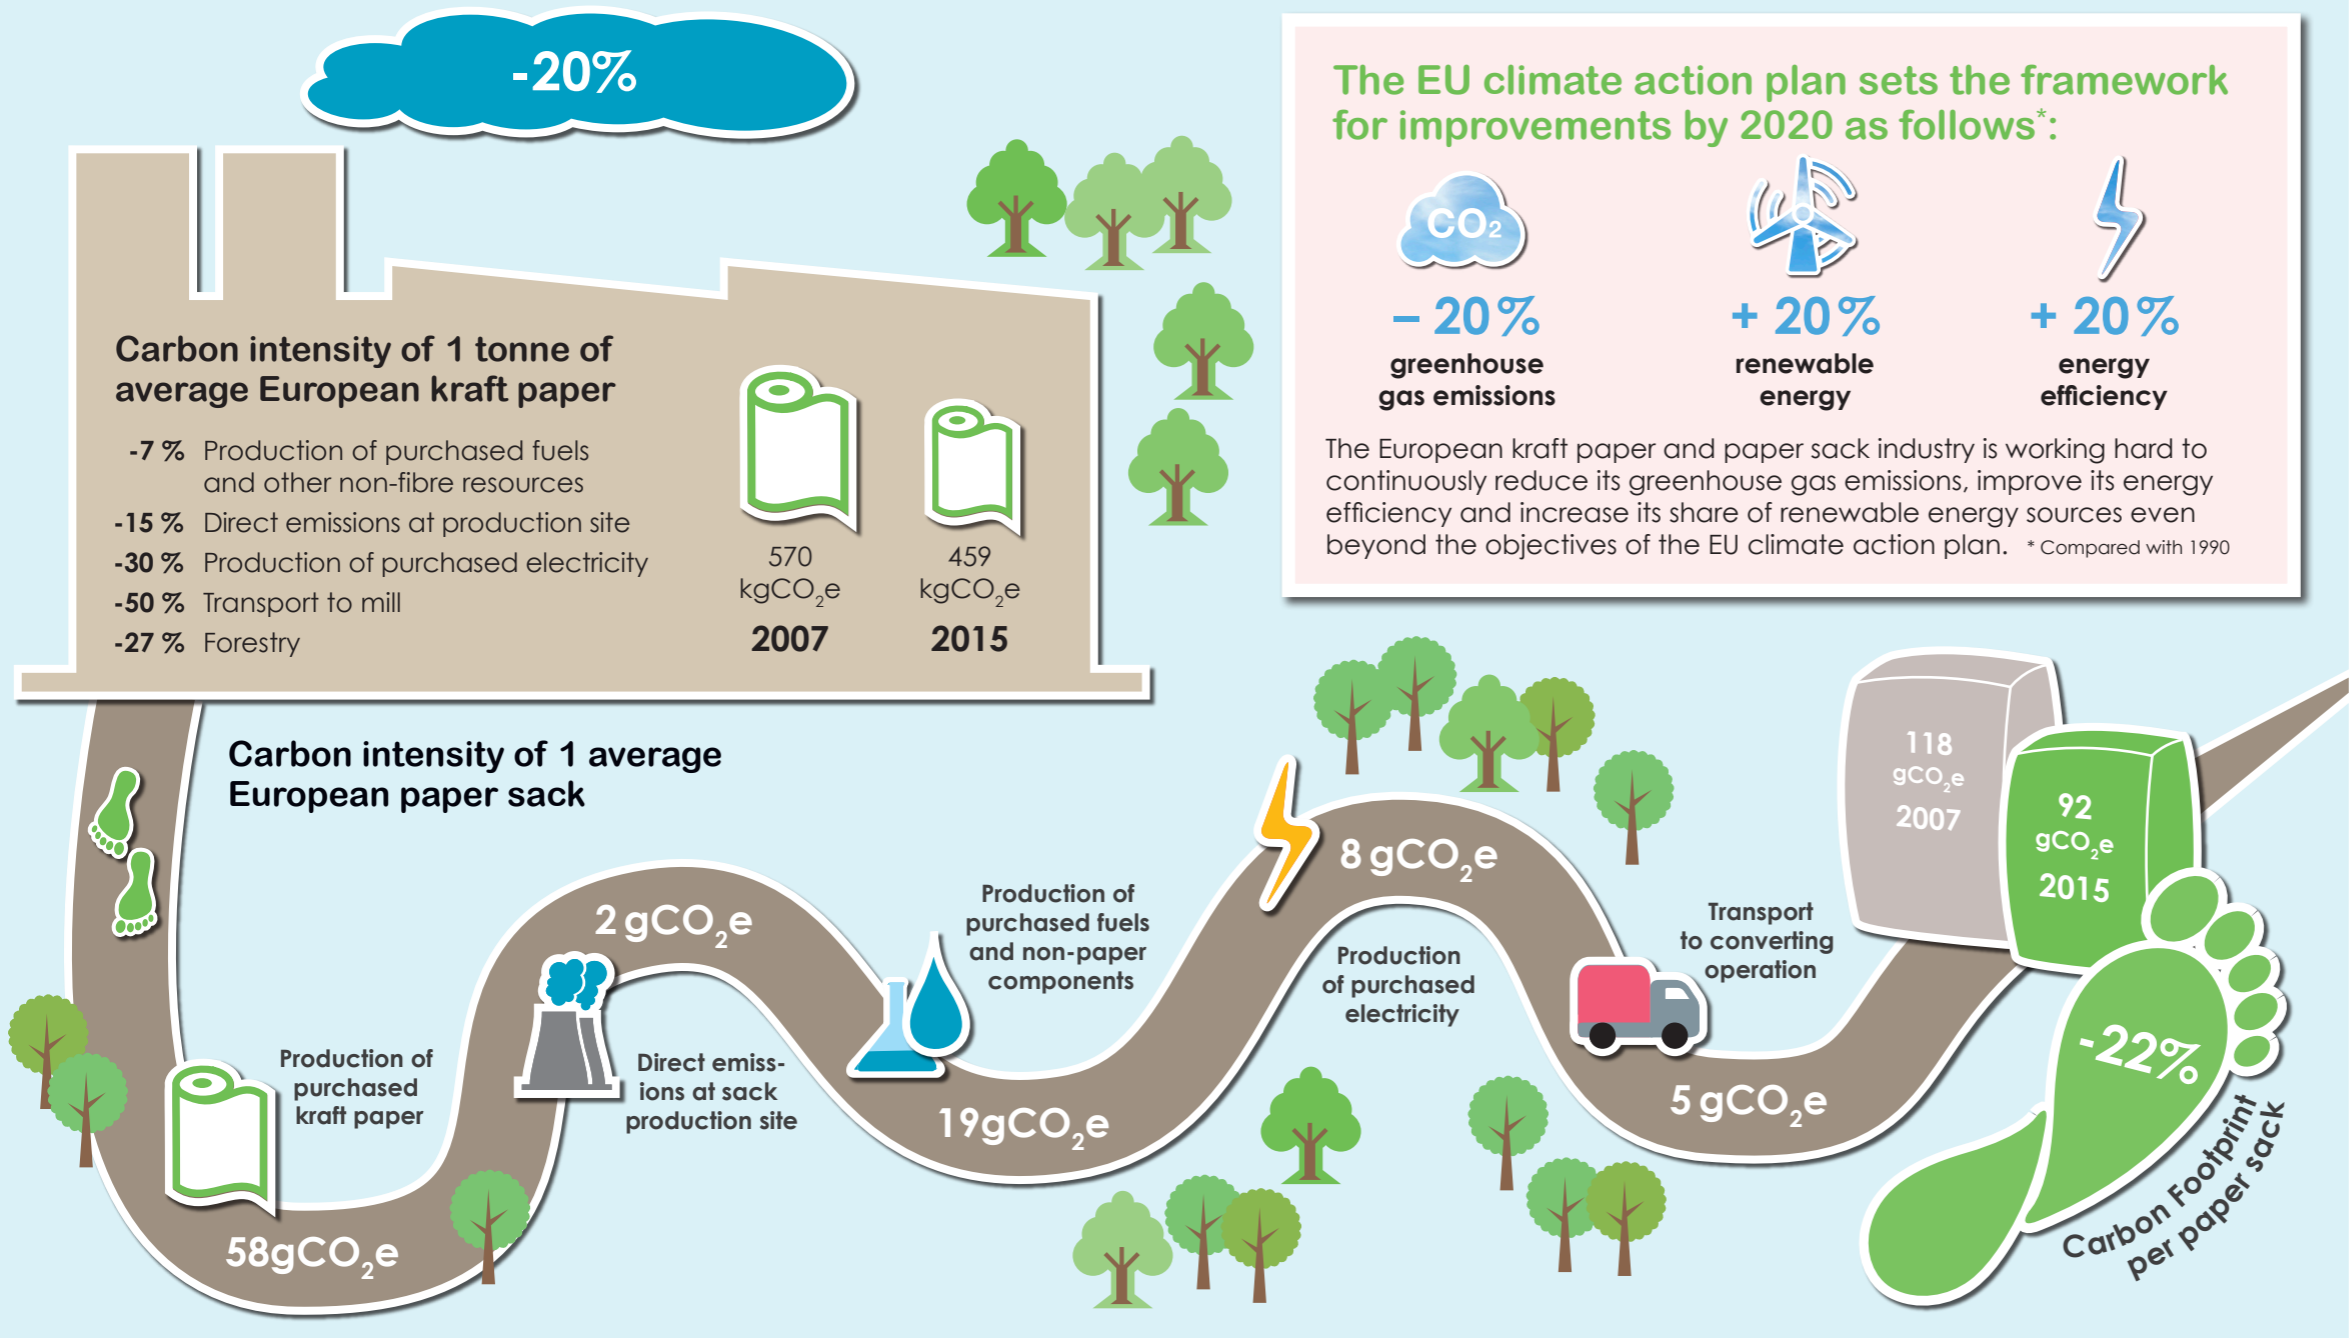 -20%
The EU climate action plan sets the framework
for improvements by 2020 as follows*:
CO₂
– 20%
greenhouse
gas emissions
+ 20%
renewable
energy
+ 20%
energy
efficiency
The European kraft paper and paper sack industry is working hard to
continuously reduce its greenhouse gas emissions, improve its energy
efficiency and increase its share of renewable energy sources even
beyond the objectives of the EU climate action plan. * Compared with 1990
Carbon intensity of 1 tonne of
average European kraft paper
-7 % Production of purchased fuels
and other non-fibre resources
-15 % Direct emissions at production site
-30 % Production of purchased electricity
-50 % Transport to mill
-27 % Forestry
570
kgCO₂e
2007
459
kgCO₂e
2015
Carbon intensity of 1 average
European paper sack
Production of
purchased
kraft paper
58gCO₂e
2 gCO₂e
Direct emiss-
ions at sack
production site
Production of
purchased fuels
and non-paper
components
19gCO₂e
8 gCO₂e
Production
of purchased
electricity
Transport
to converting
operation
5 gCO₂e
118
gCO₂e
2007
92
gCO₂e
2015
-22%
Carbon Footprint
per paper sack